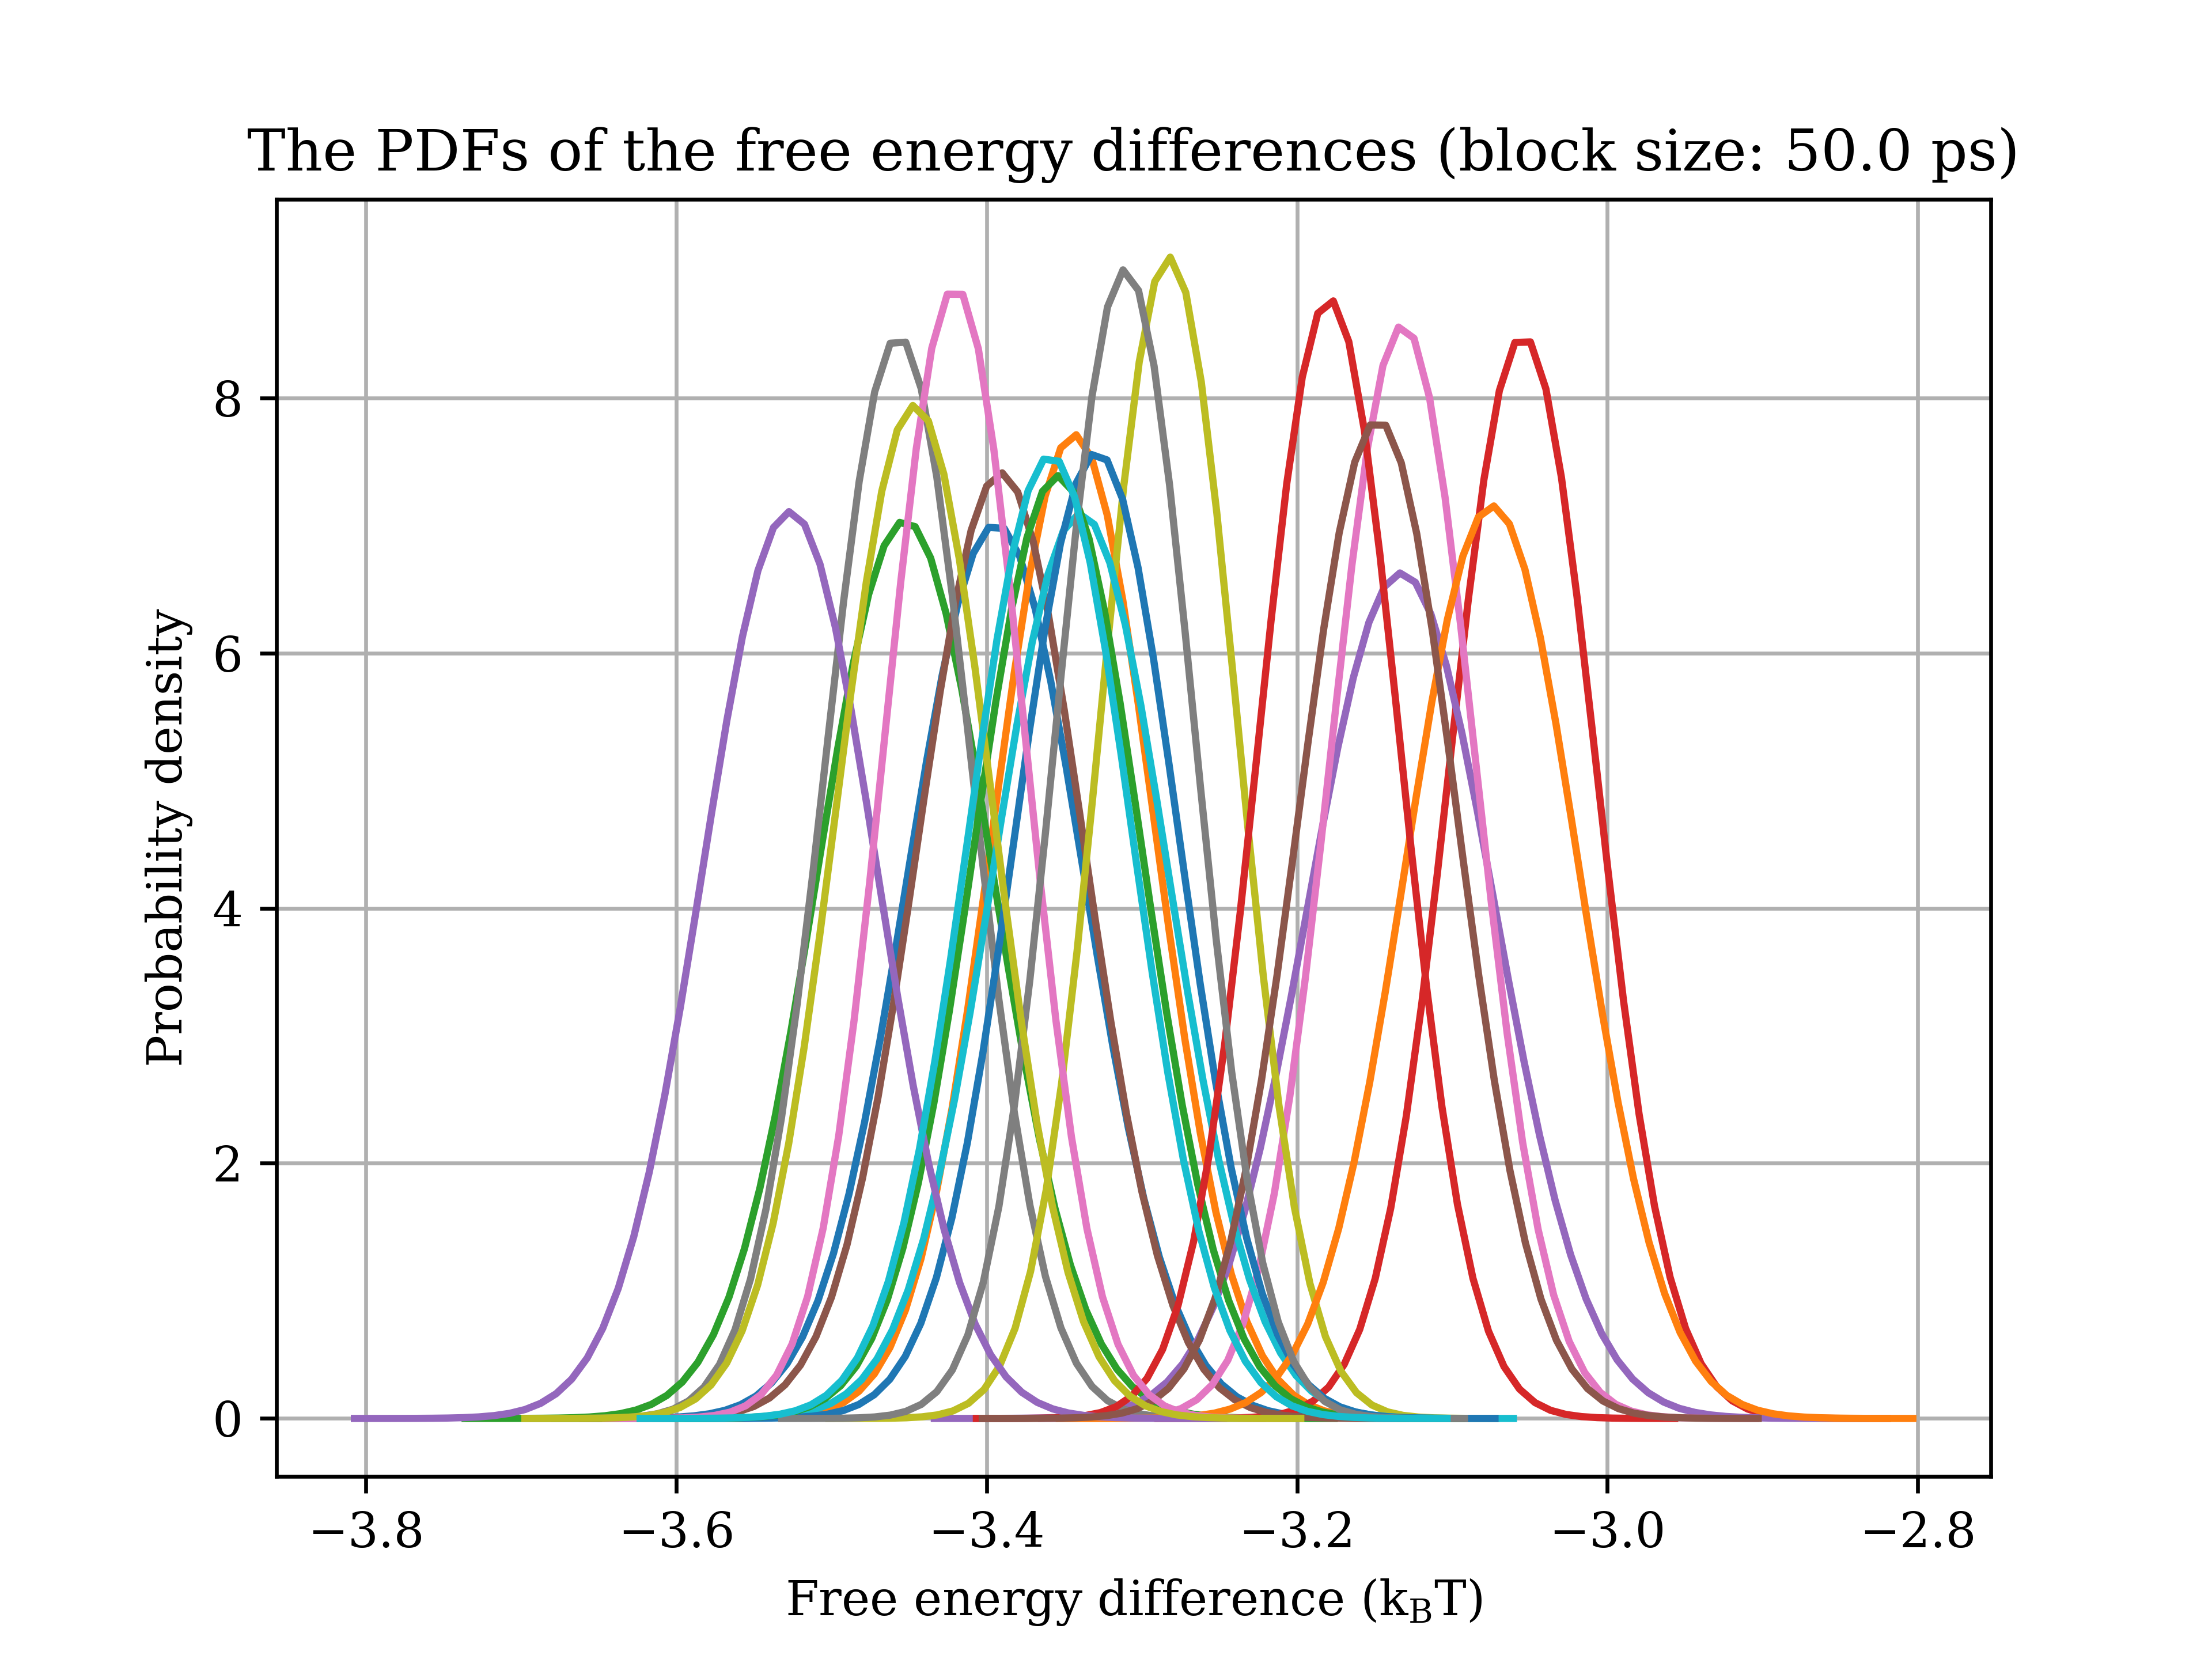 The PDFs of the free energy differences (block size: 50.0 ps)
Probability density
8
6
4
2
0
−3.8 −3.6 −3.4 −3.2 −3.0 −2.8
Free energy difference (k_BT)